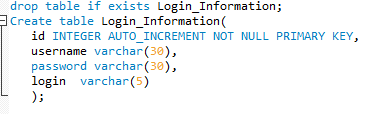 drop table if exists Login_Information;
Create table Login_Information(
id INTEGER AUTO_INCREMENT NOT NULL PRIMARY KEY,
username varchar(30),
password varchar(30),
login  varchar(5)
);